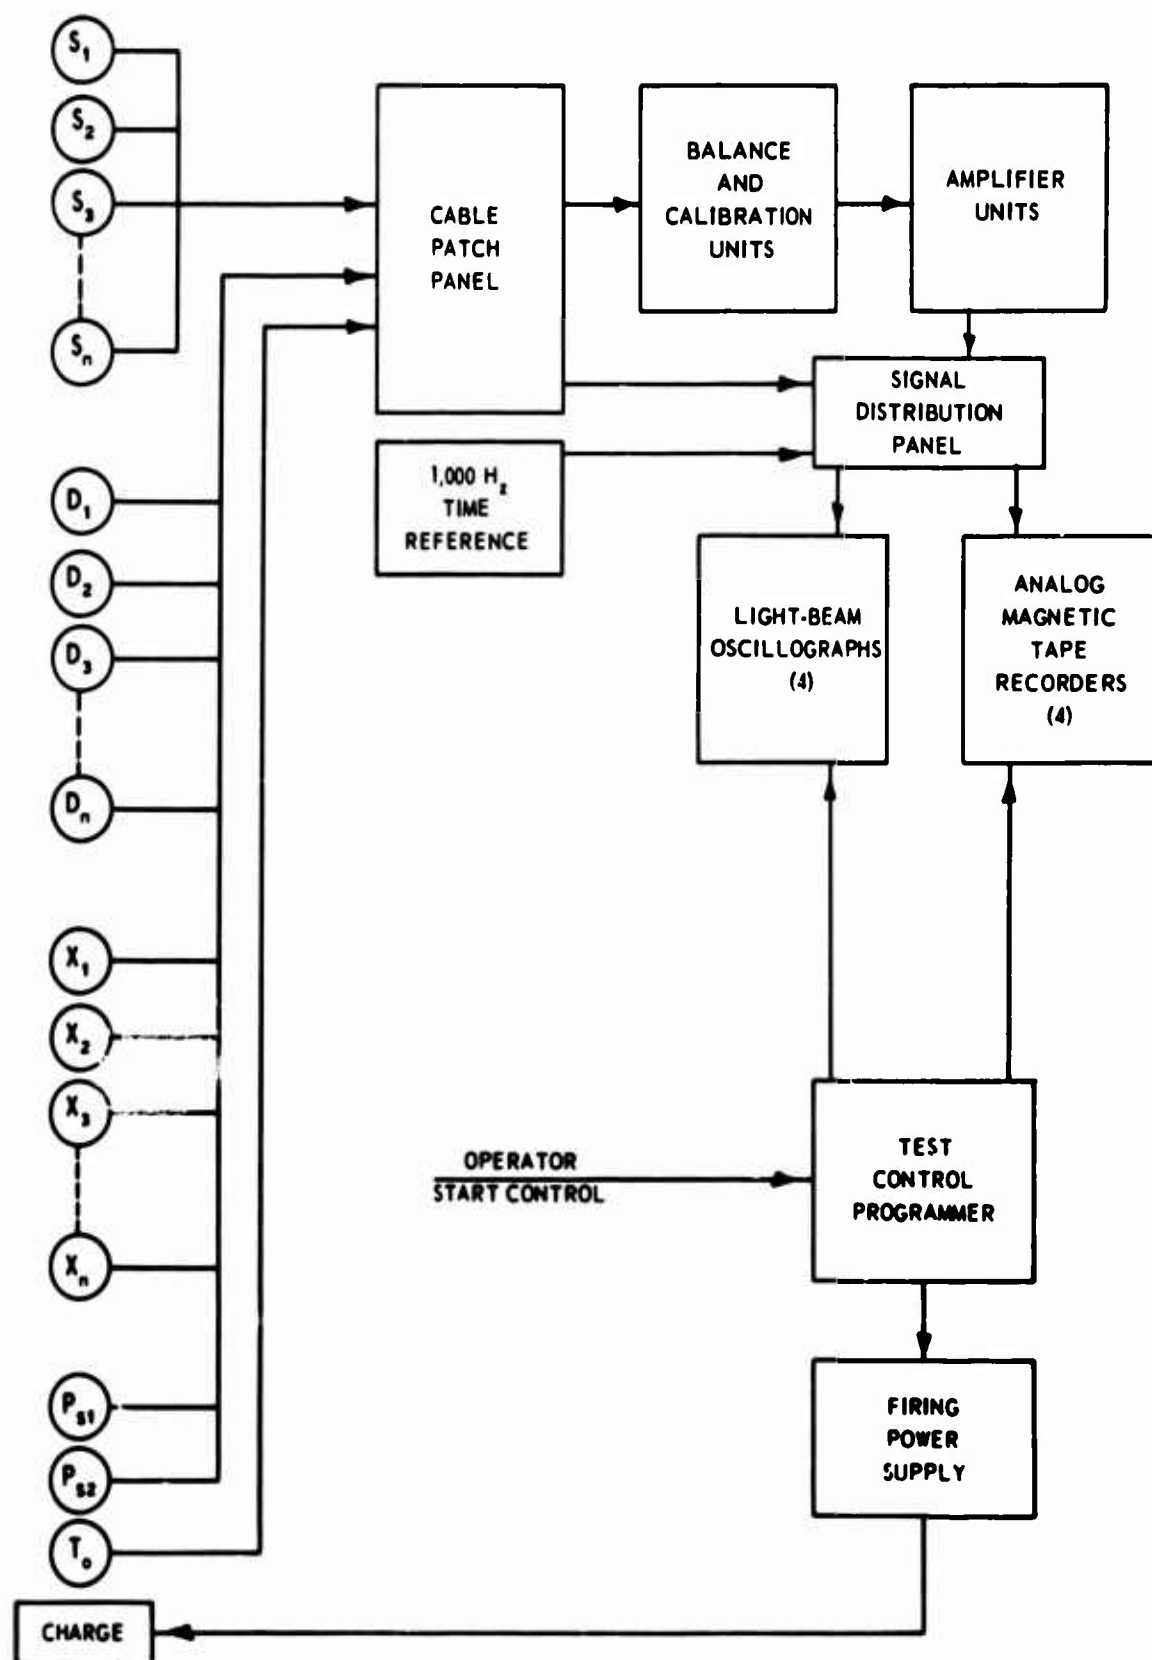 S1
S2
S3
Sn
D1
D2
D3
Dn
X1
X2
X3
Xn
PS1
PS2
To
CHARGE
CABLE
PATCH
PANEL
BALANCE
AND
CALIBRATION
UNITS
AMPLIFIER
UNITS
SIGNAL
DISTRIBUTION
PANEL
1,000 Hz
TIME
REFERENCE
LIGHT-BEAM
OSCILLOGRAPHS
(4)
ANALOG
MAGNETIC
TAPE
RECORDERS
(4)
OPERATOR
START CONTROL
TEST
CONTROL
PROGRAMMER
FIRING
POWER
SUPPLY